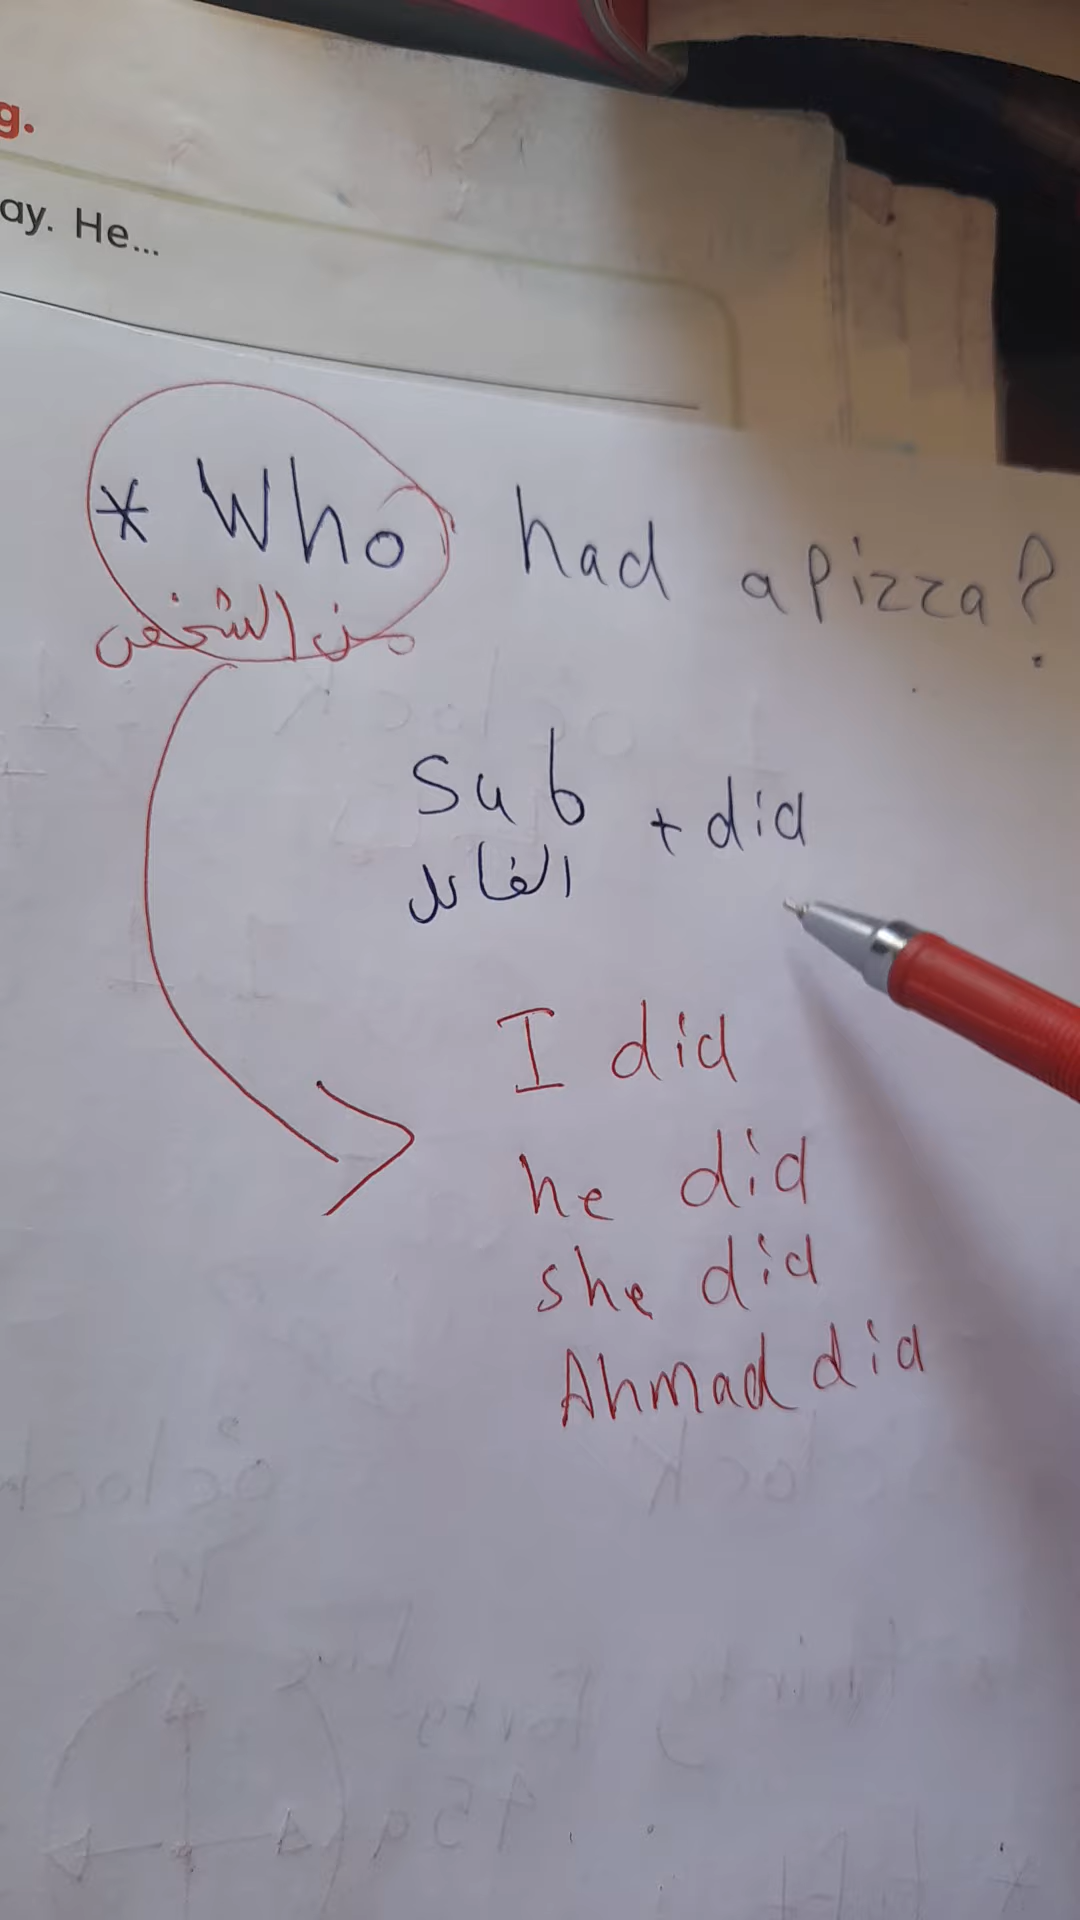 g.
ay. He...
* Who had a pizza?
من الشخص
Sub + did
الفاعل
I did
he did
she did
Ahmad did